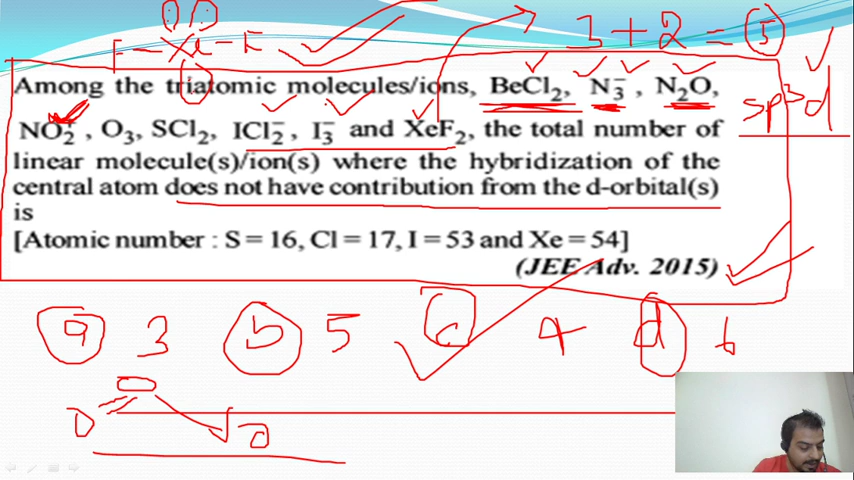 F – Xe – F
3 + 2 = 5
Among the triatomic molecules/ions, BeCl₂, N₃⁻, N₂O,
sp³d
NO₂⁺, O₃, SCl₂, ICl₂⁻, I₃⁻ and XeF₂, the total number of
linear molecule(s)/ion(s) where the hybridization of the
central atom does not have contribution from the d-orbital(s)
is
[Atomic number : S = 16, Cl = 17, I = 53 and Xe = 54]
(JEE Adv. 2015)
a 3 b 5 c 4 d 6
O
O O